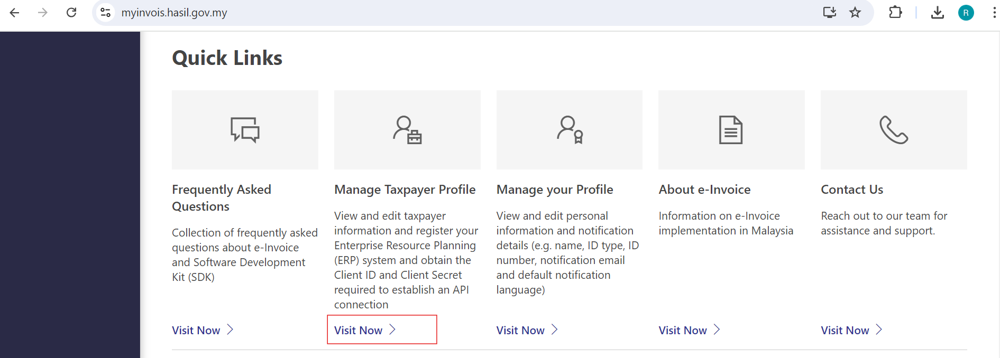 myinvois.hasil.gov.my
R
Quick Links
Frequently Asked
Questions
Collection of frequently asked
questions about e-Invoice
and Software Development
Kit (SDK)
Visit Now
Manage Taxpayer Profile
View and edit taxpayer
information and register your
Enterprise Resource Planning
(ERP) system and obtain the
Client ID and Client Secret
required to establish an API
connection
Visit Now
Manage your Profile
View and edit personal
information and notification
details (e.g. name, ID type, ID
number, notification email
and default notification
language)
Visit Now
About e-Invoice
Information on e-Invoice
implementation in Malaysia
Visit Now
Contact Us
Reach out to our team for
assistance and support.
Visit Now